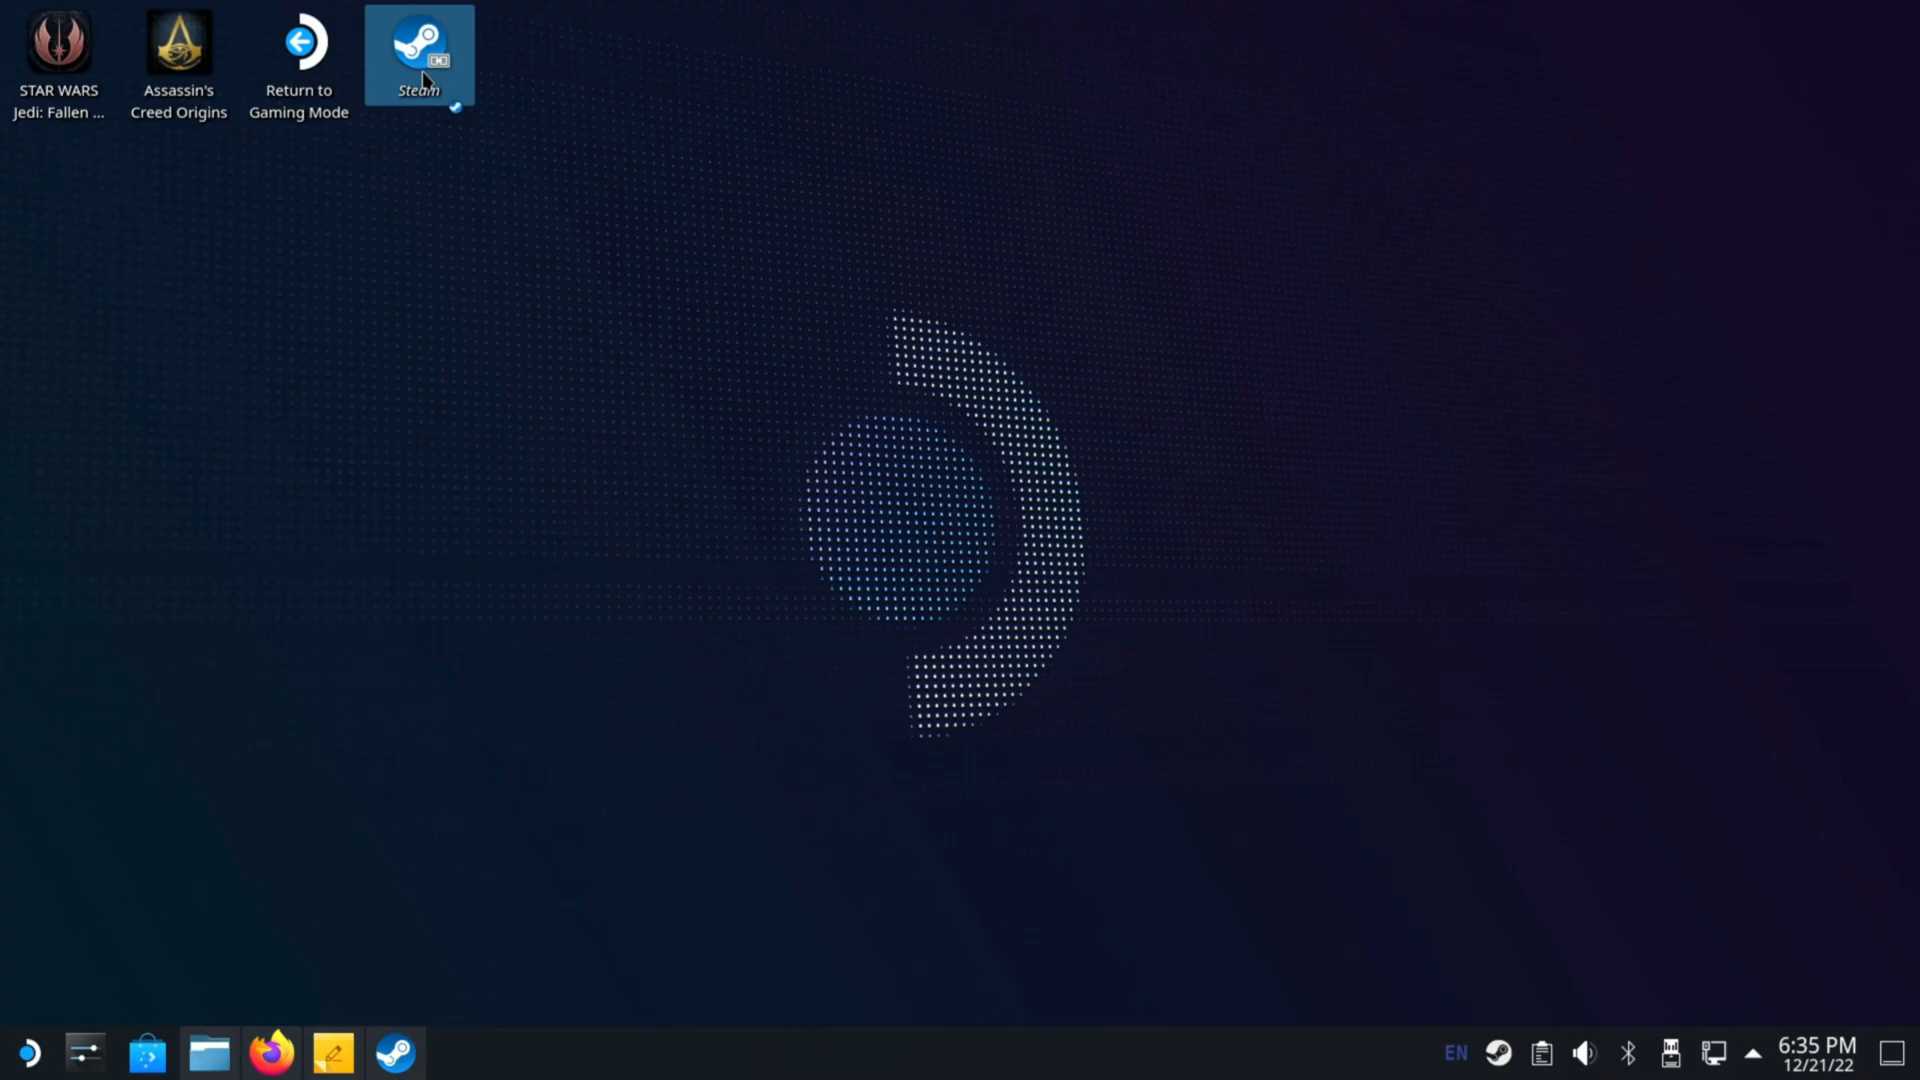 STAR WARS
Jedi: Fallen ...
Assassin's
Creed Origins
Return to
Gaming Mode
Steam
EN
6:35 PM
12/21/22